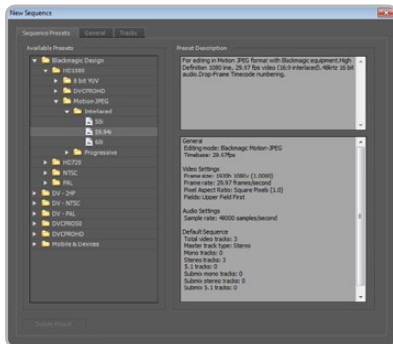 New Sequence
Sequence Presets
General
Tracks
Available Presets
Blackmagic Design
HD1080
8 bit YUV
DVCPROHD
Motion-JPEG
Interlaced
50i
59.94i
60i
Progressive
HD720
NTSC
PAL
DV - 24P
DV - NTSC
DV - PAL
DVCPRO50
DVCPROHD
Mobile & Devices
Delete Preset
Preset Description
For editing in Motion JPEG format with Blackmagic equipment.High
Definition 1080 line, 29.97 fps video (16:9 interlaced).48kHz 16 bit
audio.Drop-Frame Timecode numbering.
General
Editing mode: Blackmagic Motion-JPEG
Timebase: 29.97fps
Video Settings
Frame size: 1920h 1080v (1.0000)
Frame rate: 29.97 frames/second
Pixel Aspect Ratio: Square Pixels (1.0)
Fields: Upper Field First
Audio Settings
Sample rate: 48000 samples/second
Default Sequence
Total video tracks: 3
Master track type: Stereo
Mono tracks: 0
Stereo tracks: 3
5.1 tracks: 0
Submix mono tracks: 0
Submix stereo tracks: 0
Submix 5.1 tracks: 0